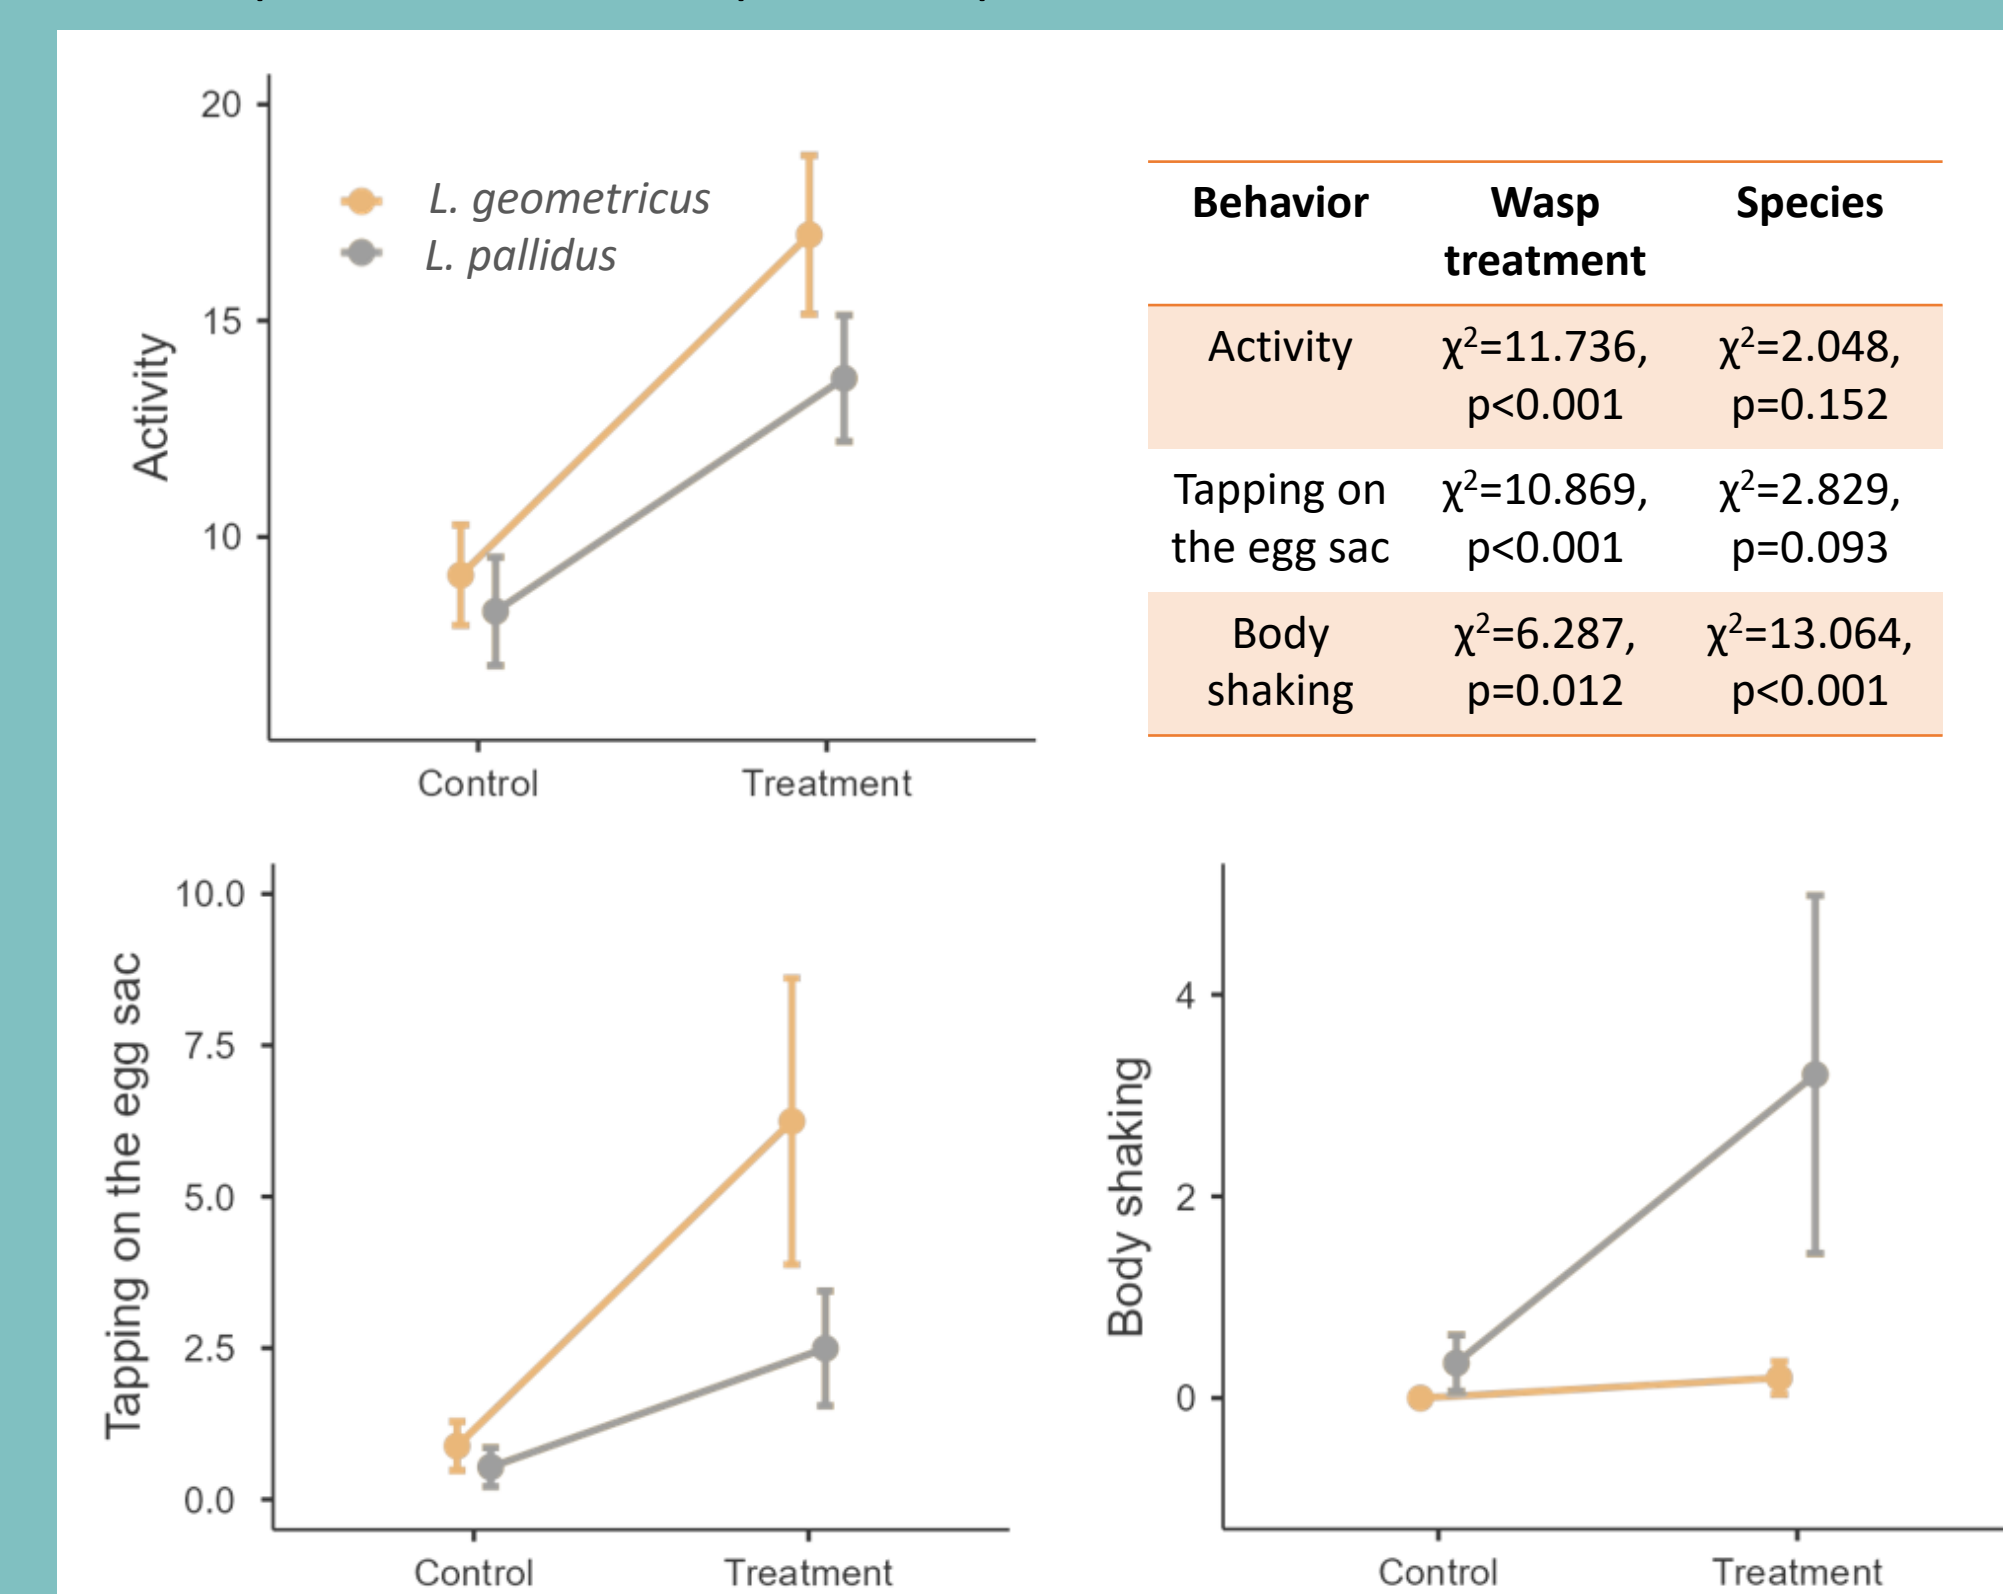 20
15
10
Activity
L. geometricus
L. pallidus
Control Treatment
Behavior Wasp treatment Species
Activity χ²=11.736, p<0.001 χ²=2.048, p=0.152
Tapping on the egg sac χ²=10.869, p<0.001 χ²=2.829, p=0.093
Body shaking χ²=6.287, p=0.012 χ²=13.064, p<0.001
10.0
7.5
5.0
2.5
0.0
Tapping on the egg sac
Control Treatment
4
2
0
Body shaking
Control Treatment